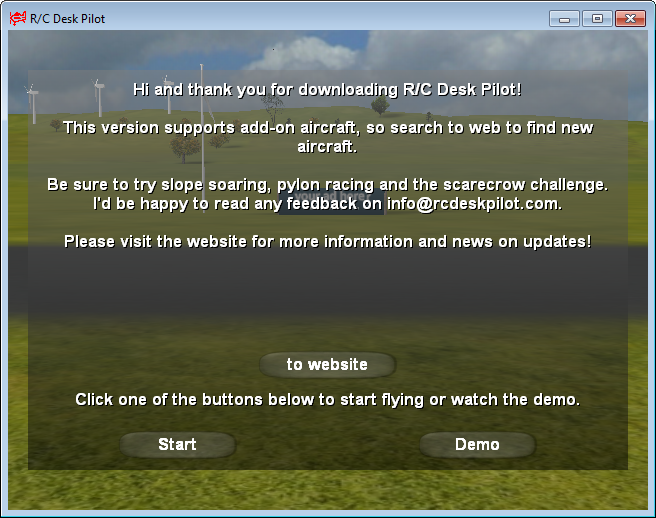 R/C Desk Pilot
Hi and thank you for downloading R/C Desk Pilot!
This version supports add-on aircraft, so search to web to find new
aircraft.
Be sure to try slope soaring, pylon racing and the scarecrow challenge.
your ad here?
I'd be happy to read any feedback on info@rcdeskpilot.com.
Please visit the website for more information and news on updates!
to website
Click one of the buttons below to start flying or watch the demo.
Start
Demo